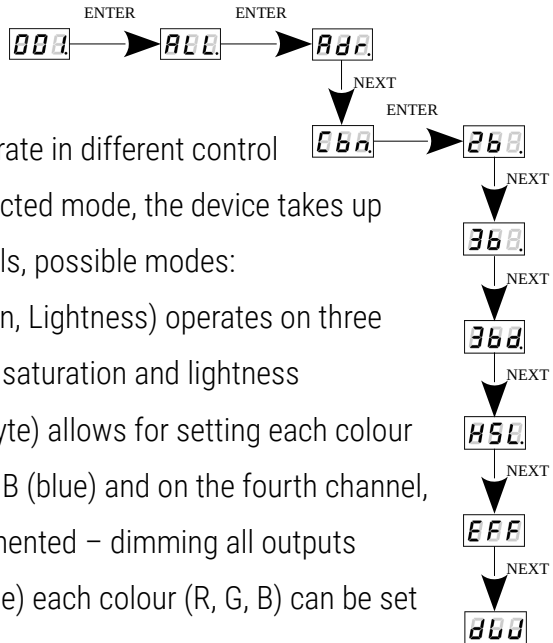 ENTER ENTER
001. ALL. Adr.
NEXT
ENTER
rate in different control Cbn. 2b.
cted mode, the device takes up NEXT
3b.
ls, possible modes: NEXT
n, Lightness) operates on three 3bd.
saturation and lightness NEXT
yte) allows for setting each colour HSL.
B (blue) and on the fourth channel, NEXT
nented – dimming all outputs EFF
e) each colour (R, G, B) can be set NEXT